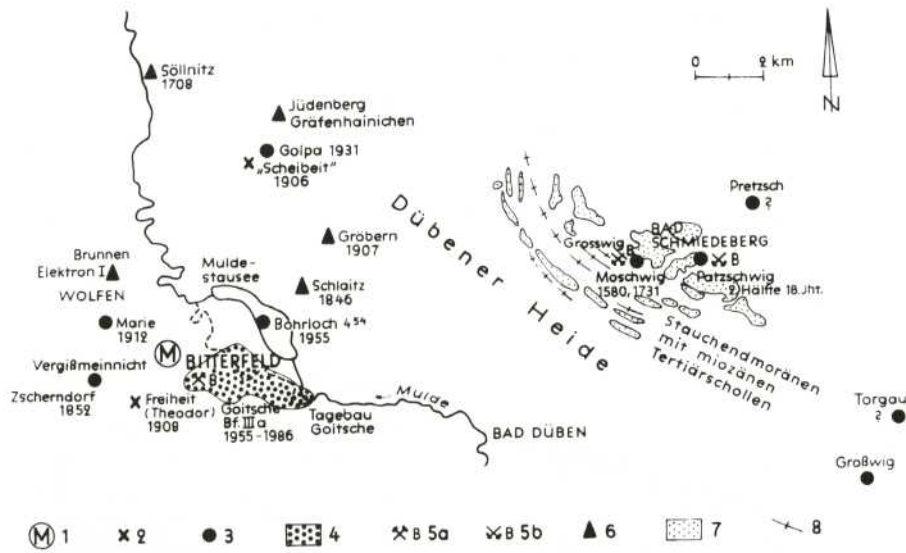 Söllnitz
1708
Jüdenberg
Gräfenhainichen
Golpa 1931
„Scheibeit"
1906
0 2 km
N
Pretzsch
?
Dübener Heide
BAD
SCHMIEDEBERG
Grosswig
B
Moschwig
1580, 1731
B
Patzschwig
2. Hälfte 18. Jht.
Gröbern
1907
Brunnen
Elektron I
WOLFEN
Mulde-
stausee
Schlaitz
1846
Marie
1912
Bohrloch 454
1955
Stauchendmoränen
mit miozänen
Tertiärschollen
M
BITTERFELD
B
Vergißmeinnicht
Zscherndorf
1852
Freiheit
(Theodor)
1908
Goitsche
Bf. III a
1955-1986
Tagebau
Goitsche
← Mulde
BAD DÜBEN
Torgau
?
Großwig
M 1 2 3 4 B 5a B 5b 6 7 8